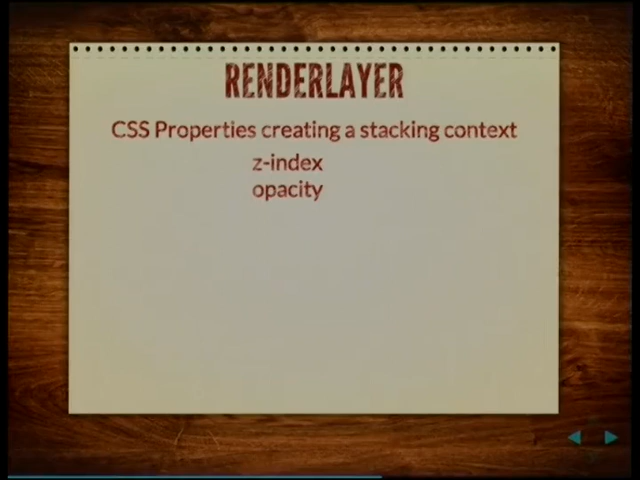 RENDERLAYER
CSS Properties creating a stacking context
z-index
opacity